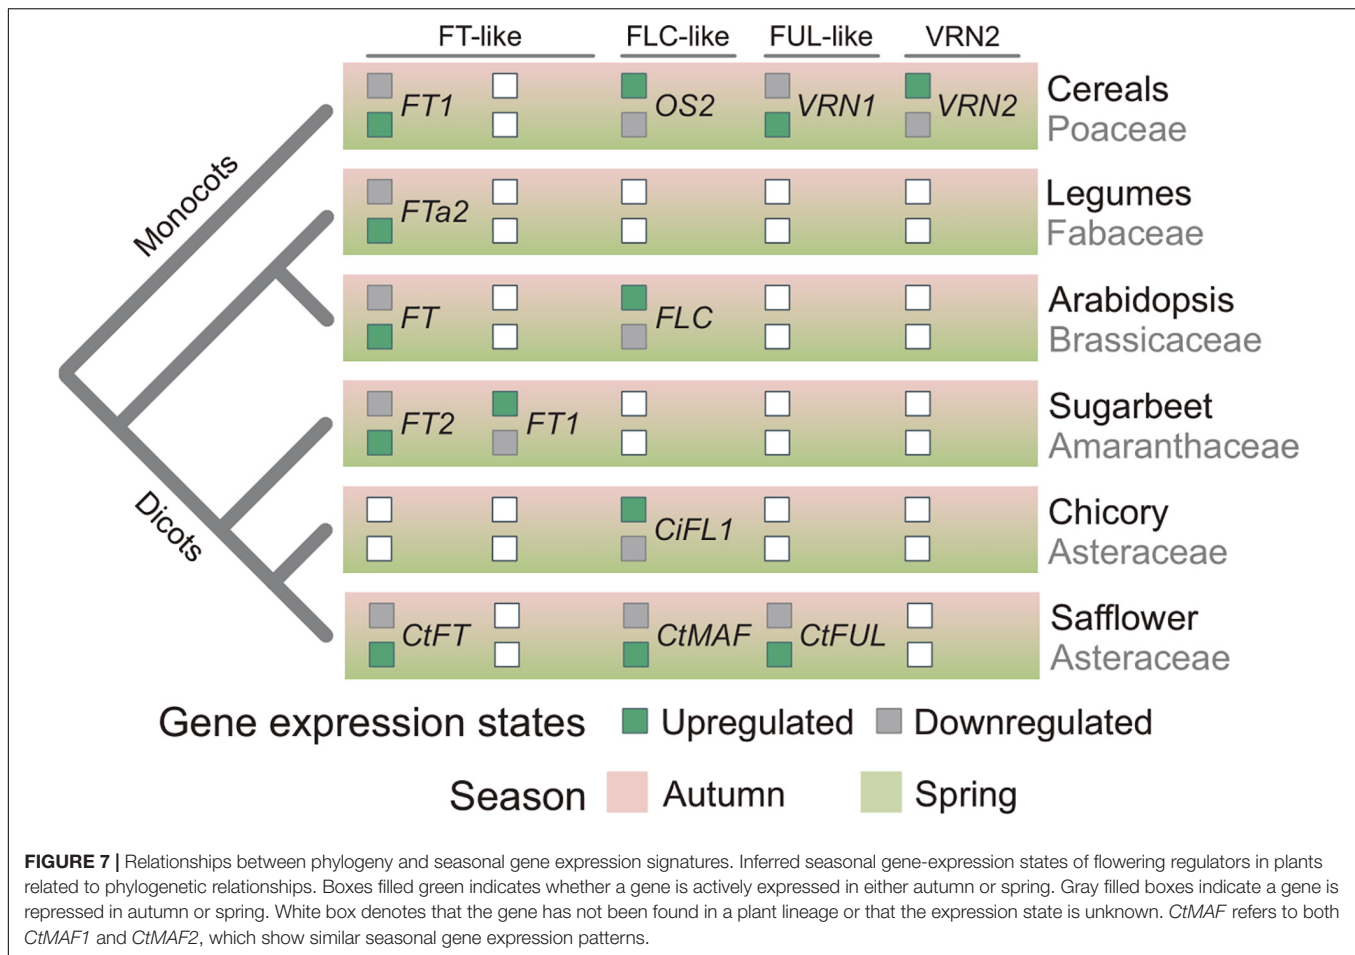 FT-like FLC-like FUL-like VRN2
FT1 OS2 VRN1 VRN2 Cereals
Poaceae
Monocots
FTa2 Legumes
Fabaceae
FT FLC Arabidopsis
Brassicaceae
FT2 FT1 Sugarbeet
Amaranthaceae
Dicots
CiFL1 Chicory
Asteraceae
CtFT CtMAF CtFUL Safflower
Asteraceae
Gene expression states Upregulated Downregulated
Season Autumn Spring
FIGURE 7 | Relationships between phylogeny and seasonal gene expression signatures. Inferred seasonal gene-expression states of flowering regulators in plants
related to phylogenetic relationships. Boxes filled green indicates whether a gene is actively expressed in either autumn or spring. Gray filled boxes indicate a gene is
repressed in autumn or spring. White box denotes that the gene has not been found in a plant lineage or that the expression state is unknown. CtMAF refers to both
CtMAF1 and CtMAF2, which show similar seasonal gene expression patterns.